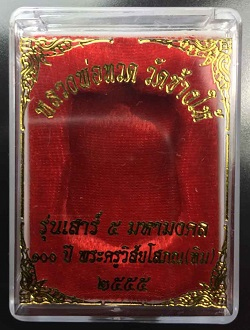 หลวงพ่อทวด วัดช้างให้
รุ่นเสาร์ ๕ มหามงคล
๑๐๐ ปี พระครูวิสัยโสภณ(ทิม)
๒๕๕๕